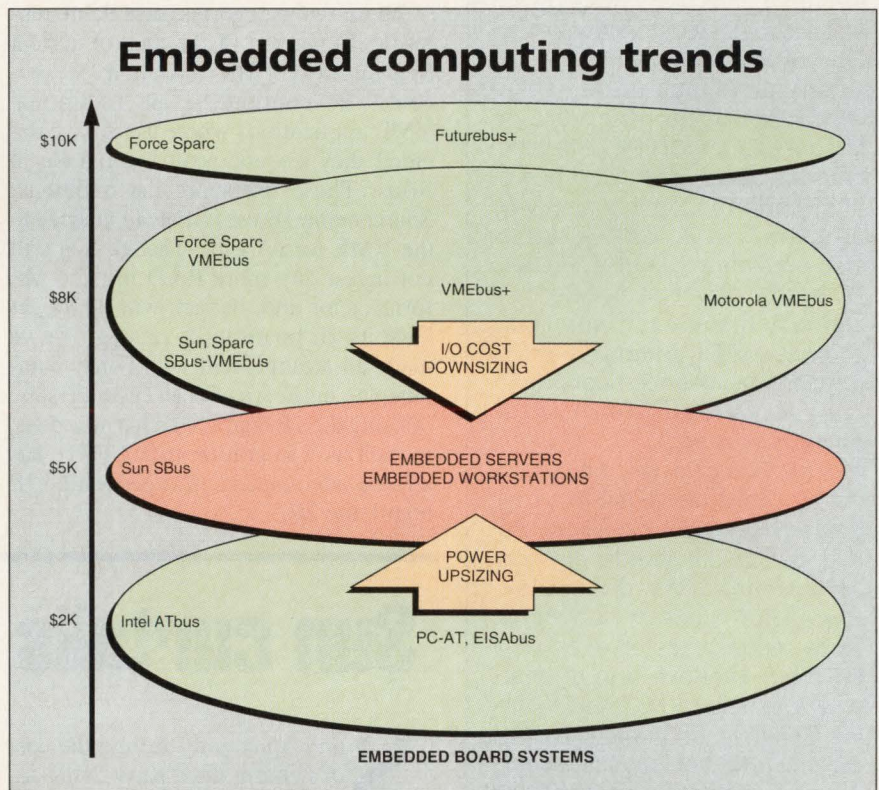 Embedded computing trends
$10K
Force Sparc
Futurebus+
Force Sparc
VMEbus
$8K
VMEbus+
Motorola VMEbus
Sun Sparc
SBus-VMEbus
I/O COST
DOWNSIZING
$5K
Sun SBus
EMBEDDED SERVERS
EMBEDDED WORKSTATIONS
POWER
UPSIZING
$2K
Intel ATbus
PC-AT, EISAbus
EMBEDDED BOARD SYSTEMS